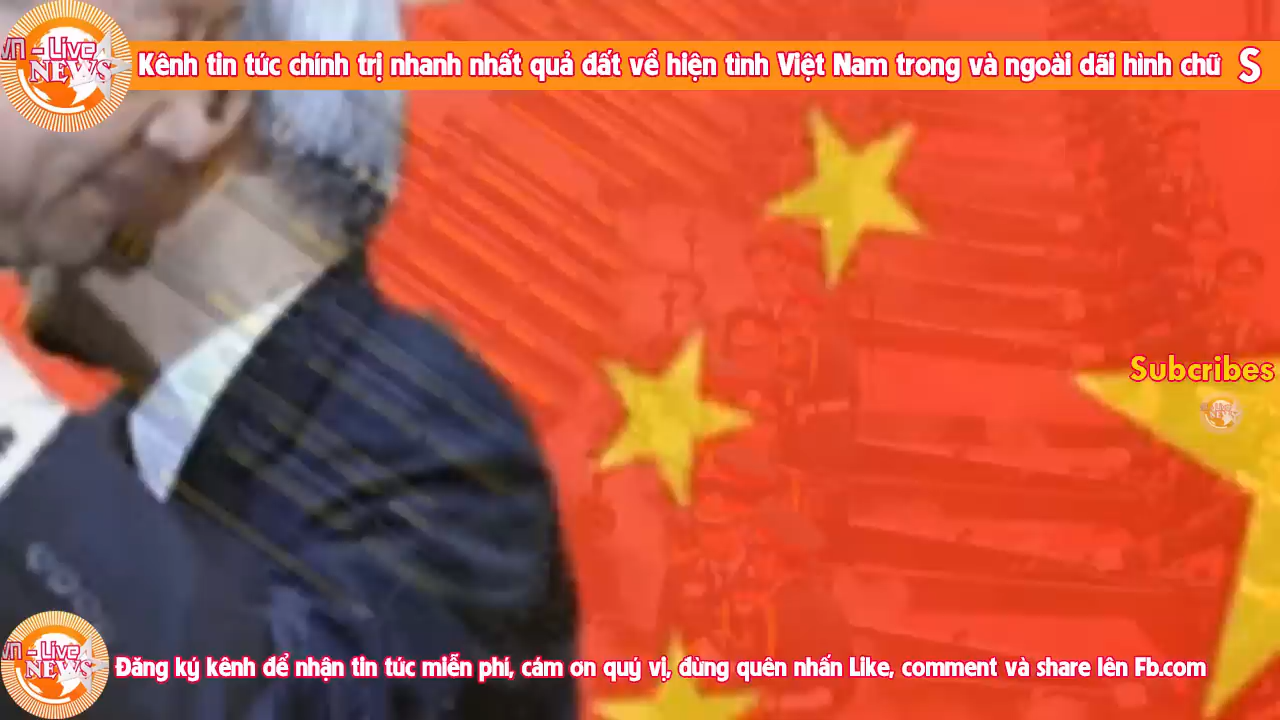 VN - Live
NEWS
Kênh tin tức chính trị nhanh nhất quả đất về hiện tình Việt Nam trong và ngoài dãi hình chữ S
Subcribes
Live
NEWS
VN - Live
NEWS
Đăng ký kênh để nhận tin tức miễn phí, cám ơn quý vị, đừng quên nhấn Like, comment và share lên Fb.com